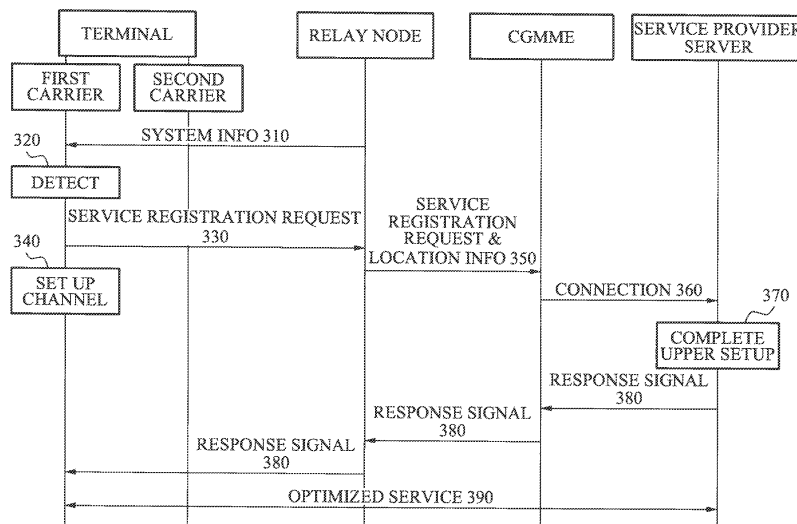 TERMINAL
RELAY NODE
CGMME
SERVICE PROVIDER
SERVER
FIRST
CARRIER
SECOND
CARRIER
SYSTEM INFO 310
320
DETECT
SERVICE REGISTRATION REQUEST
330
SERVICE
REGISTRATION
REQUEST &
LOCATION INFO 350
340
SET UP
CHANNEL
CONNECTION 360
370
COMPLETE
UPPER SETUP
RESPONSE SIGNAL
380
RESPONSE SIGNAL
380
RESPONSE SIGNAL
380
OPTIMIZED SERVICE 390